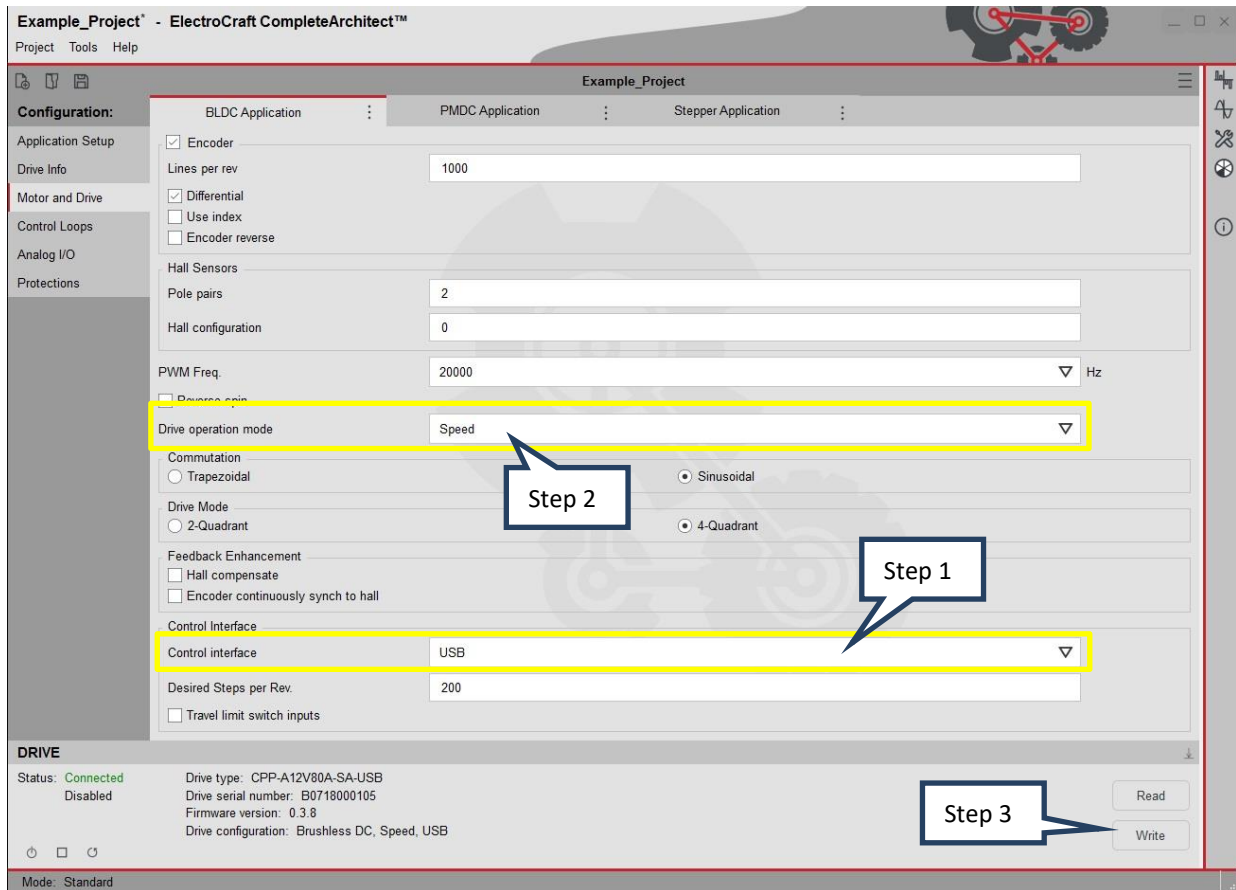 Example_Project* - ElectroCraft CompleteArchitect™
Project Tools Help
Example_Project
Configuration:
BLDC Application
PMDC Application
Stepper Application
Application Setup
Drive Info
Motor and Drive
Control Loops
Analog I/O
Protections
Encoder
Lines per rev 1000
Differential
Use index
Encoder reverse
Hall Sensors
Pole pairs 2
Hall configuration 0
PWM Freq. 20000 Hz
Reverse spin
Drive operation mode Speed
Commutation
Trapezoidal Sinusoidal
Step 2
Drive Mode
2-Quadrant 4-Quadrant
Feedback Enhancement
Hall compensate
Encoder continuously synch to hall
Step 1
Control Interface
Control interface USB
Desired Steps per Rev. 200
Travel limit switch inputs
DRIVE
Status: Connected
Disabled
Drive type: CPP-A12V80A-SA-USB
Drive serial number: B0718000105
Firmware version: 0.3.8
Drive configuration: Brushless DC, Speed, USB
Step 3
Read
Write
Mode: Standard